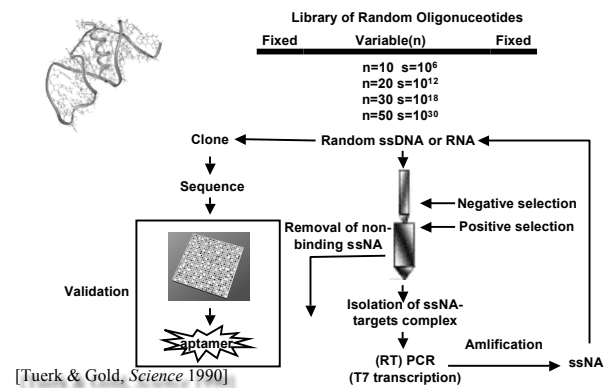 Library of Random Oligonuceotides
Fixed Variable(n) Fixed
n=10 s=10⁶
n=20 s=10¹²
n=30 s=10¹⁸
n=50 s=10³⁰
Clone
Random ssDNA or RNA
Sequence
Negative selection
Positive selection
Removal of non-
binding ssNA
Validation
aptamer
Isolation of ssNA-
targets complex
(RT) PCR
(T7 transcription)
Amlification
ssNA
[Tuerk & Gold, Science 1990]